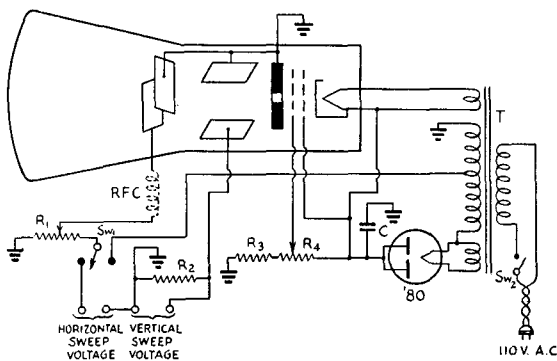 T
RFC
R1
Sw1
R2
R3
R4
C
'80
Sw2
HORIZONTAL
SWEEP
VOLTAGE
VERTICAL
SWEEP
VOLTAGE
110 V. A.C.